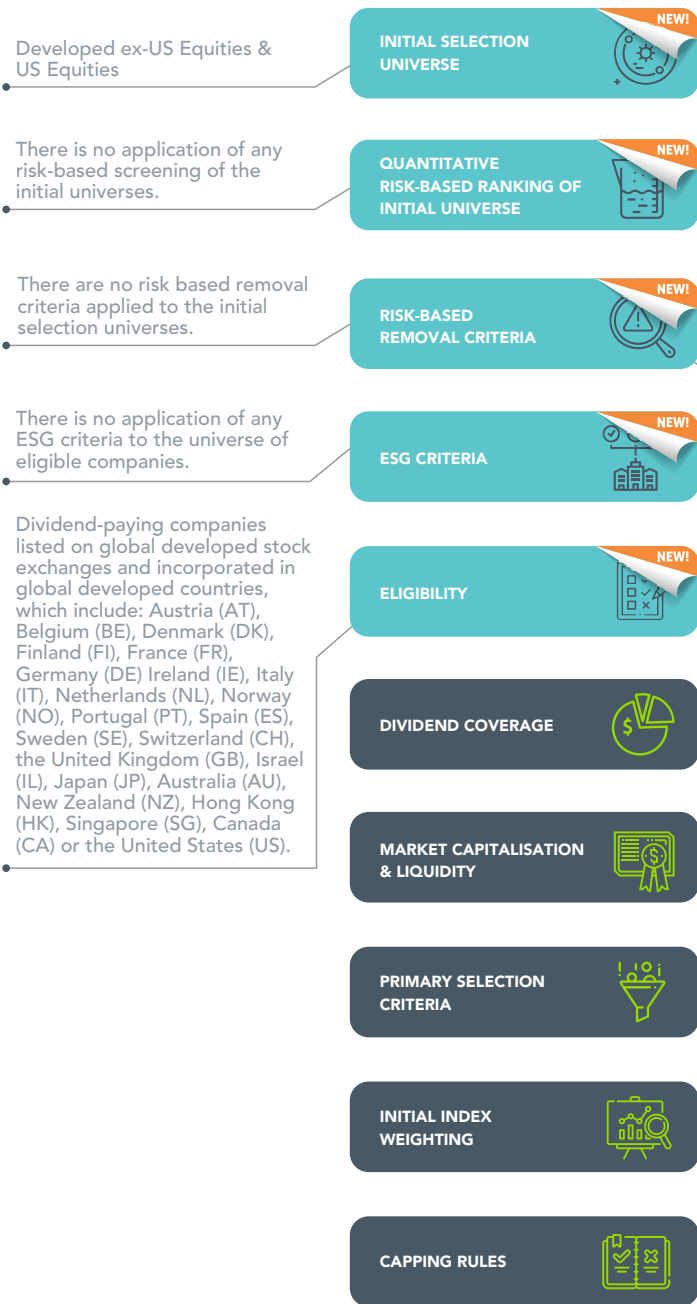 Developed ex-US Equities &
US Equities
INITIAL SELECTION
UNIVERSE
NEW!
There is no application of any
risk-based screening of the
initial universes.
QUANTITATIVE
RISK-BASED RANKING OF
INITIAL UNIVERSE
NEW!
There are no risk based removal
criteria applied to the initial
selection universes.
RISK-BASED
REMOVAL CRITERIA
NEW!
There is no application of any
ESG criteria to the universe of
eligible companies.
ESG CRITERIA
NEW!
Dividend-paying companies
listed on global developed stock
exchanges and incorporated in
global developed countries,
which include: Austria (AT),
Belgium (BE), Denmark (DK),
Finland (FI), France (FR),
Germany (DE) Ireland (IE), Italy
(IT), Netherlands (NL), Norway
(NO), Portugal (PT), Spain (ES),
Sweden (SE), Switzerland (CH),
the United Kingdom (GB), Israel
(IL), Japan (JP), Australia (AU),
New Zealand (NZ), Hong Kong
(HK), Singapore (SG), Canada
(CA) or the United States (US).
ELIGIBILITY
NEW!
DIVIDEND COVERAGE
$
MARKET CAPITALISATION
& LIQUIDITY
$
PRIMARY SELECTION
CRITERIA
INITIAL INDEX
WEIGHTING
CAPPING RULES